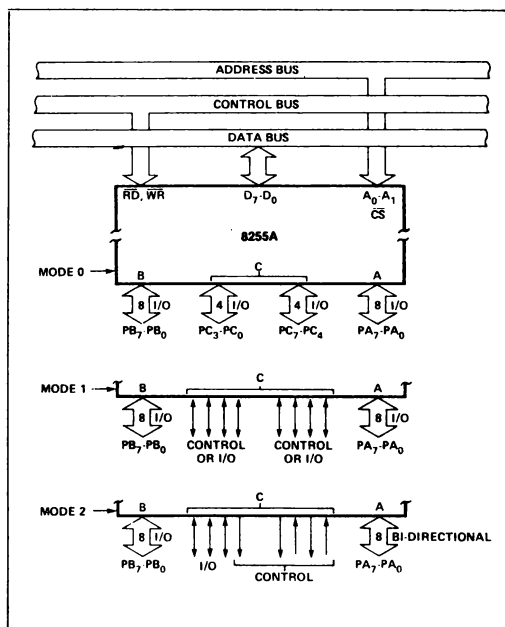 ADDRESS BUS
CONTROL BUS
DATA BUS
RD, WR D7-D0 A0-A1
CS
8255A
MODE 0
B C A
8 I/O 4 I/O 4 I/O 8 I/O
PB7-PB0 PC3-PC0 PC7-PC4 PA7-PA0
MODE 1
B C A
8 I/O 8 I/O
PB7-PB0 CONTROL OR I/O CONTROL OR I/O PA7-PA0
MODE 2
B C A
8 I/O 8 BI-DIRECTIONAL
PB7-PB0 I/O CONTROL PA7-PA0